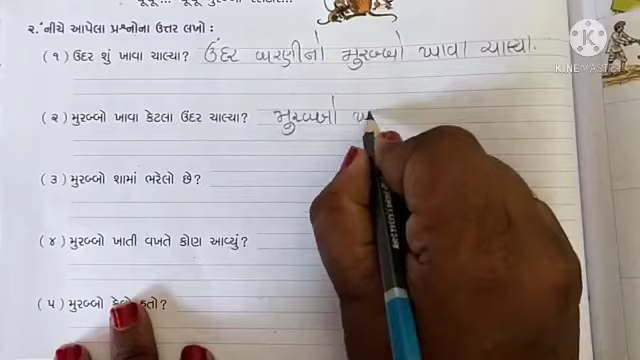 ૨. નીચે આપેલા પ્રશ્નોના ઉત્તર લખો :
(૧) ઉંદર શું ખાવા ચાલ્યા? ઉંદર બરણીનો મુરબ્બો ખાવા ચાલ્યા.
(૨) મુરબ્બો ખાવા કેટલા ઉંદર ચાલ્યા? મુરબ્બો ખ
(૩) મુરબ્બો શામાં ભરેલો છે?
(૪) મુરબ્બો ખાતી વખતે કોણ આવ્યું?
(૫) મુરબ્બો કેવો હતો?
KINEMASTER